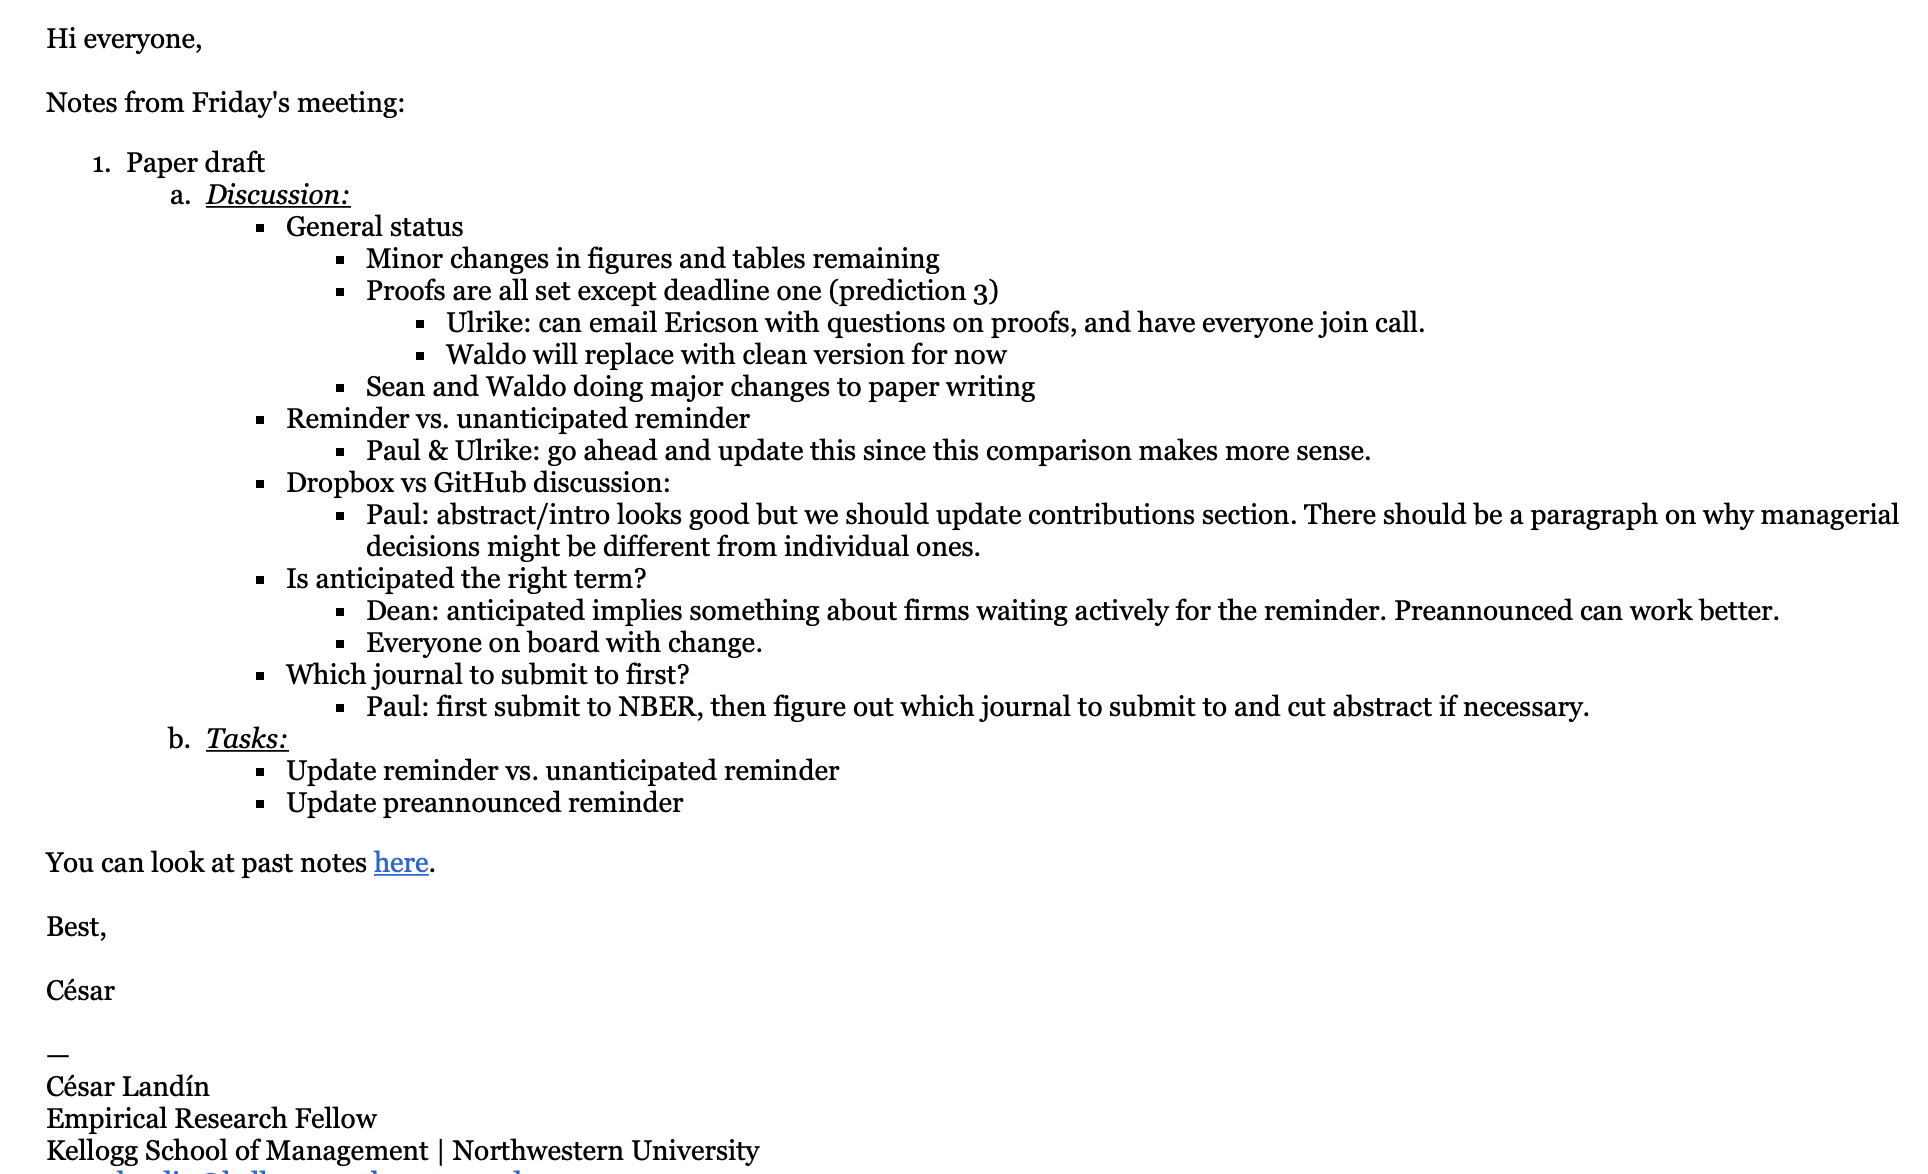 Hi everyone,
Notes from Friday's meeting:
1. Paper draft
a. Discussion:
▪ General status
▪ Minor changes in figures and tables remaining
▪ Proofs are all set except deadline one (prediction 3)
▪ Ulrike: can email Ericson with questions on proofs, and have everyone join call.
▪ Waldo will replace with clean version for now
▪ Sean and Waldo doing major changes to paper writing
▪ Reminder vs. unanticipated reminder
▪ Paul & Ulrike: go ahead and update this since this comparison makes more sense.
▪ Dropbox vs GitHub discussion:
▪ Paul: abstract/intro looks good but we should update contributions section. There should be a paragraph on why managerial
decisions might be different from individual ones.
▪ Is anticipated the right term?
▪ Dean: anticipated implies something about firms waiting actively for the reminder. Preannounced can work better.
▪ Everyone on board with change.
▪ Which journal to submit to first?
▪ Paul: first submit to NBER, then figure out which journal to submit to and cut abstract if necessary.
b. Tasks:
▪ Update reminder vs. unanticipated reminder
▪ Update preannounced reminder
You can look at past notes here.
Best,
César
—
César Landín
Empirical Research Fellow
Kellogg School of Management | Northwestern University